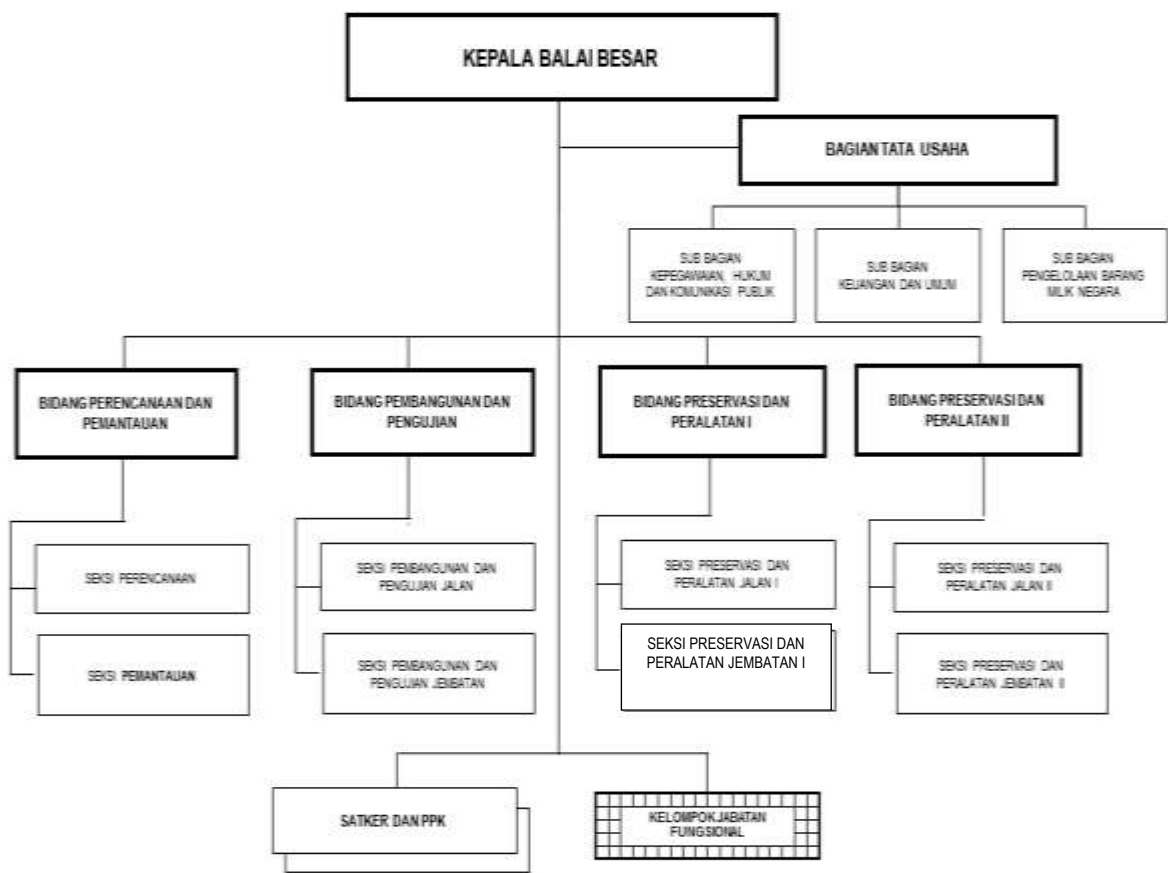 KEPALA BALAI BESAR
BAGIAN TATA USAHA
SUB BAGIAN
KEPEGAWAIAN, HUKUM
DAN KOMUNIKASI PUBLIK
SUB BAGIAN
KEUANGAN DAN UMUM
SUB BAGIAN
PENGELOLAAN BARANG
MILIK NEGARA
BIDANG PERENCANAAN DAN
PEMANTAUAN
BIDANG PEMBANGUNAN DAN
PENGUJIAN
BIDANG PRESERVASI DAN
PERALATAN I
BIDANG PRESERVASI DAN
PERALATAN II
SEKSI PERENCANAAN
SEKSI PEMBANGUNAN DAN
PENGUJIAN JALAN
SEKSI PRESERVASI DAN
PERALATAN JALAN I
SEKSI PRESERVASI DAN
PERALATAN JALAN II
SEKSI PEMANTAUAN
SEKSI PEMBANGUNAN DAN
PENGUJIAN JEMBATAN
SEKSI PRESERVASI DAN
PERALATAN JEMBATAN I
SEKSI PRESERVASI DAN
PERALATAN JEMBATAN II
SATKER DAN PPK
KELOMPOK JABATAN
FUNGSIONAL